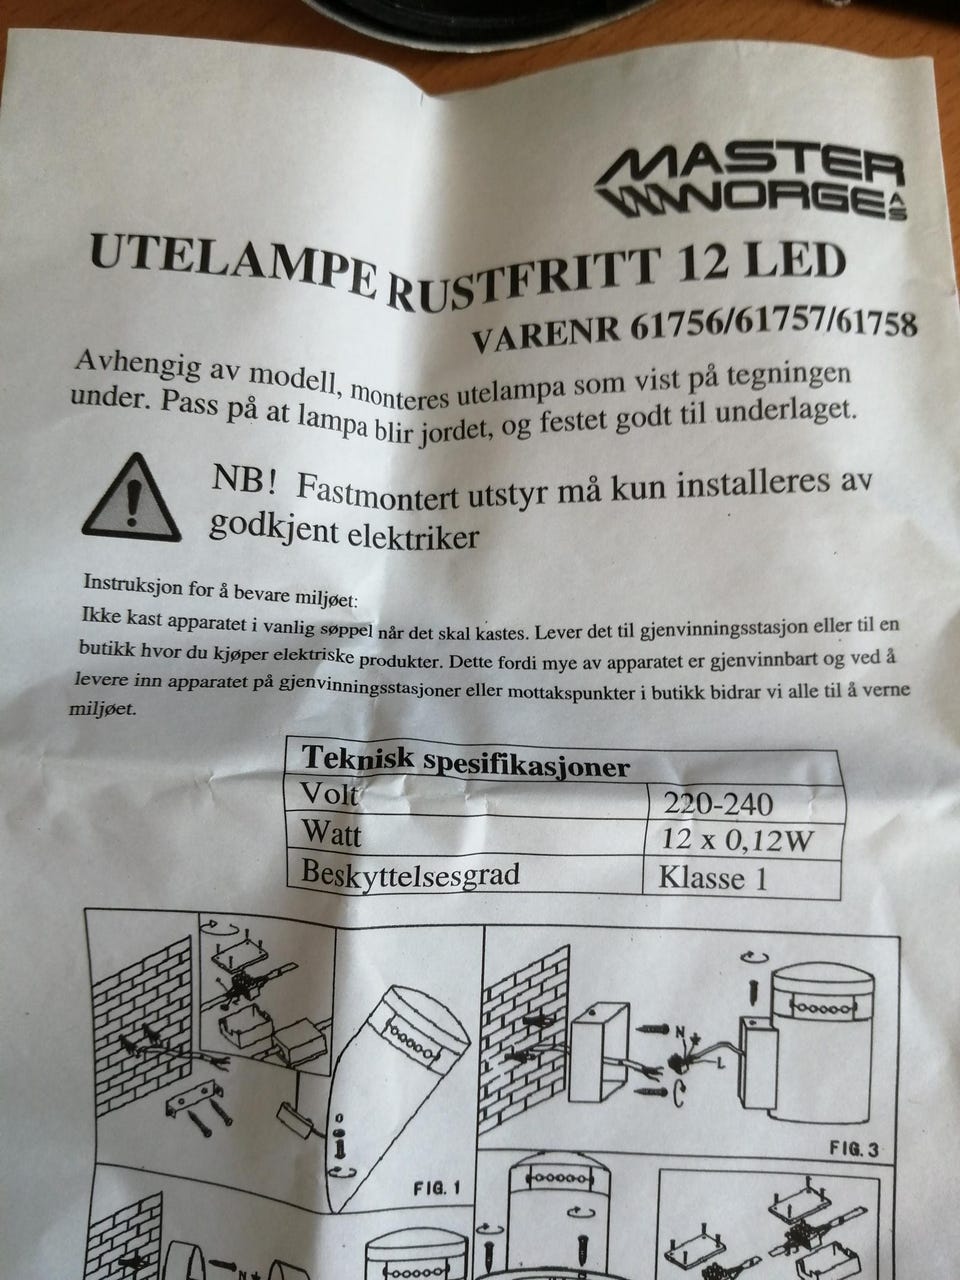 MASTER
NORGE AS
UTELAMPE RUSTFRITT 12 LED
VARENR 61756/61757/61758
Avhengig av modell, monteres utelampa som vist på tegningen
under. Pass på at lampa blir jordet, og festet godt til underlaget.
NB! Fastmontert utstyr må kun installeres av
godkjent elektriker
Instruksjon for å bevare miljøet:
Ikke kast apparatet i vanlig søppel når det skal kastes. Lever det til gjenvinningsstasjon eller til en
butikk hvor du kjøper elektriske produkter. Dette fordi mye av apparatet er gjenvinnbart og ved å
levere inn apparatet på gjenvinningsstasjoner eller mottakspunkter i butikk bidrar vi alle til å verne
miljøet.
Teknisk spesifikasjoner
Volt 220-240
Watt 12 x 0,12W
Beskyttelsesgrad Klasse 1
N
L
FIG. 3
FIG. 1
N